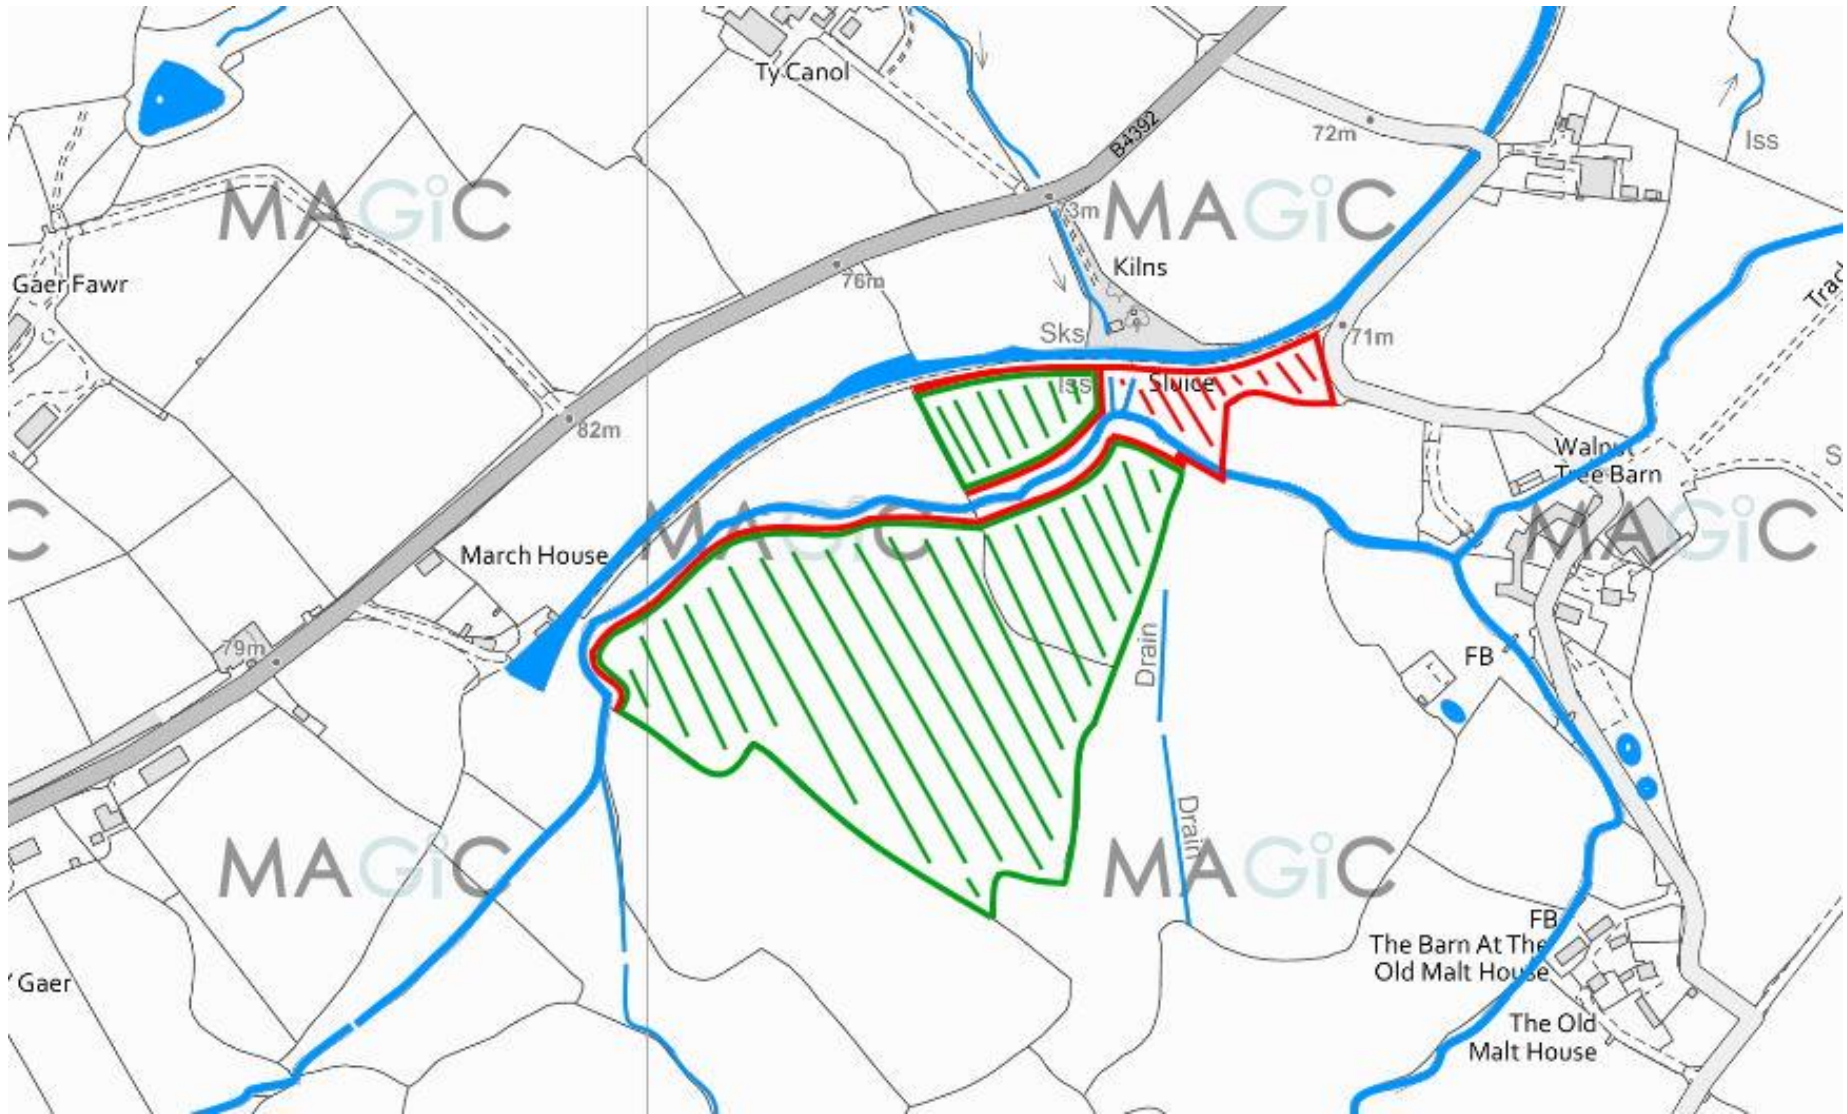 Ty Canol
B4392
72m
Iss
MAGiC
73m
MAGiC
Gaer Fawr
76m
Kilns
Sks
71m
Iss
Sluice
82m
Walnut
Tree Barn
C
MAGiC
MAGiC
March House
79m
Drain
FB
Drain
MAGiC
MAGiC
FB
The Barn At The
Old Malt House
Gaer
The Old
Malt House